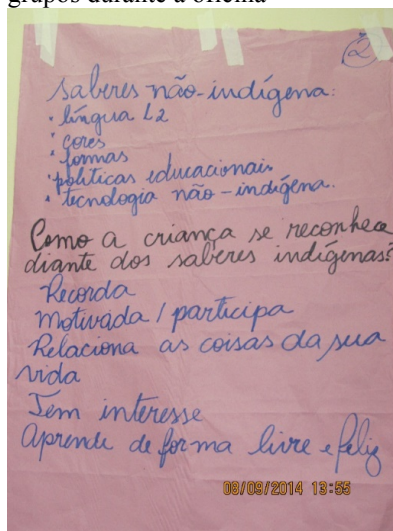 grupos durante a oficina
2
Saberes não-indígena:
• língua L2
• cores
• formas
• políticas educacionais
• tecnologia não-indígena.
Como a criança se reconhece
diante dos saberes indígenas?
Recorda
Motivada / participa
Relaciona as coisas da sua
vida
Tem interesse
Aprende de forma livre e feliz
08/09/2014 13:55